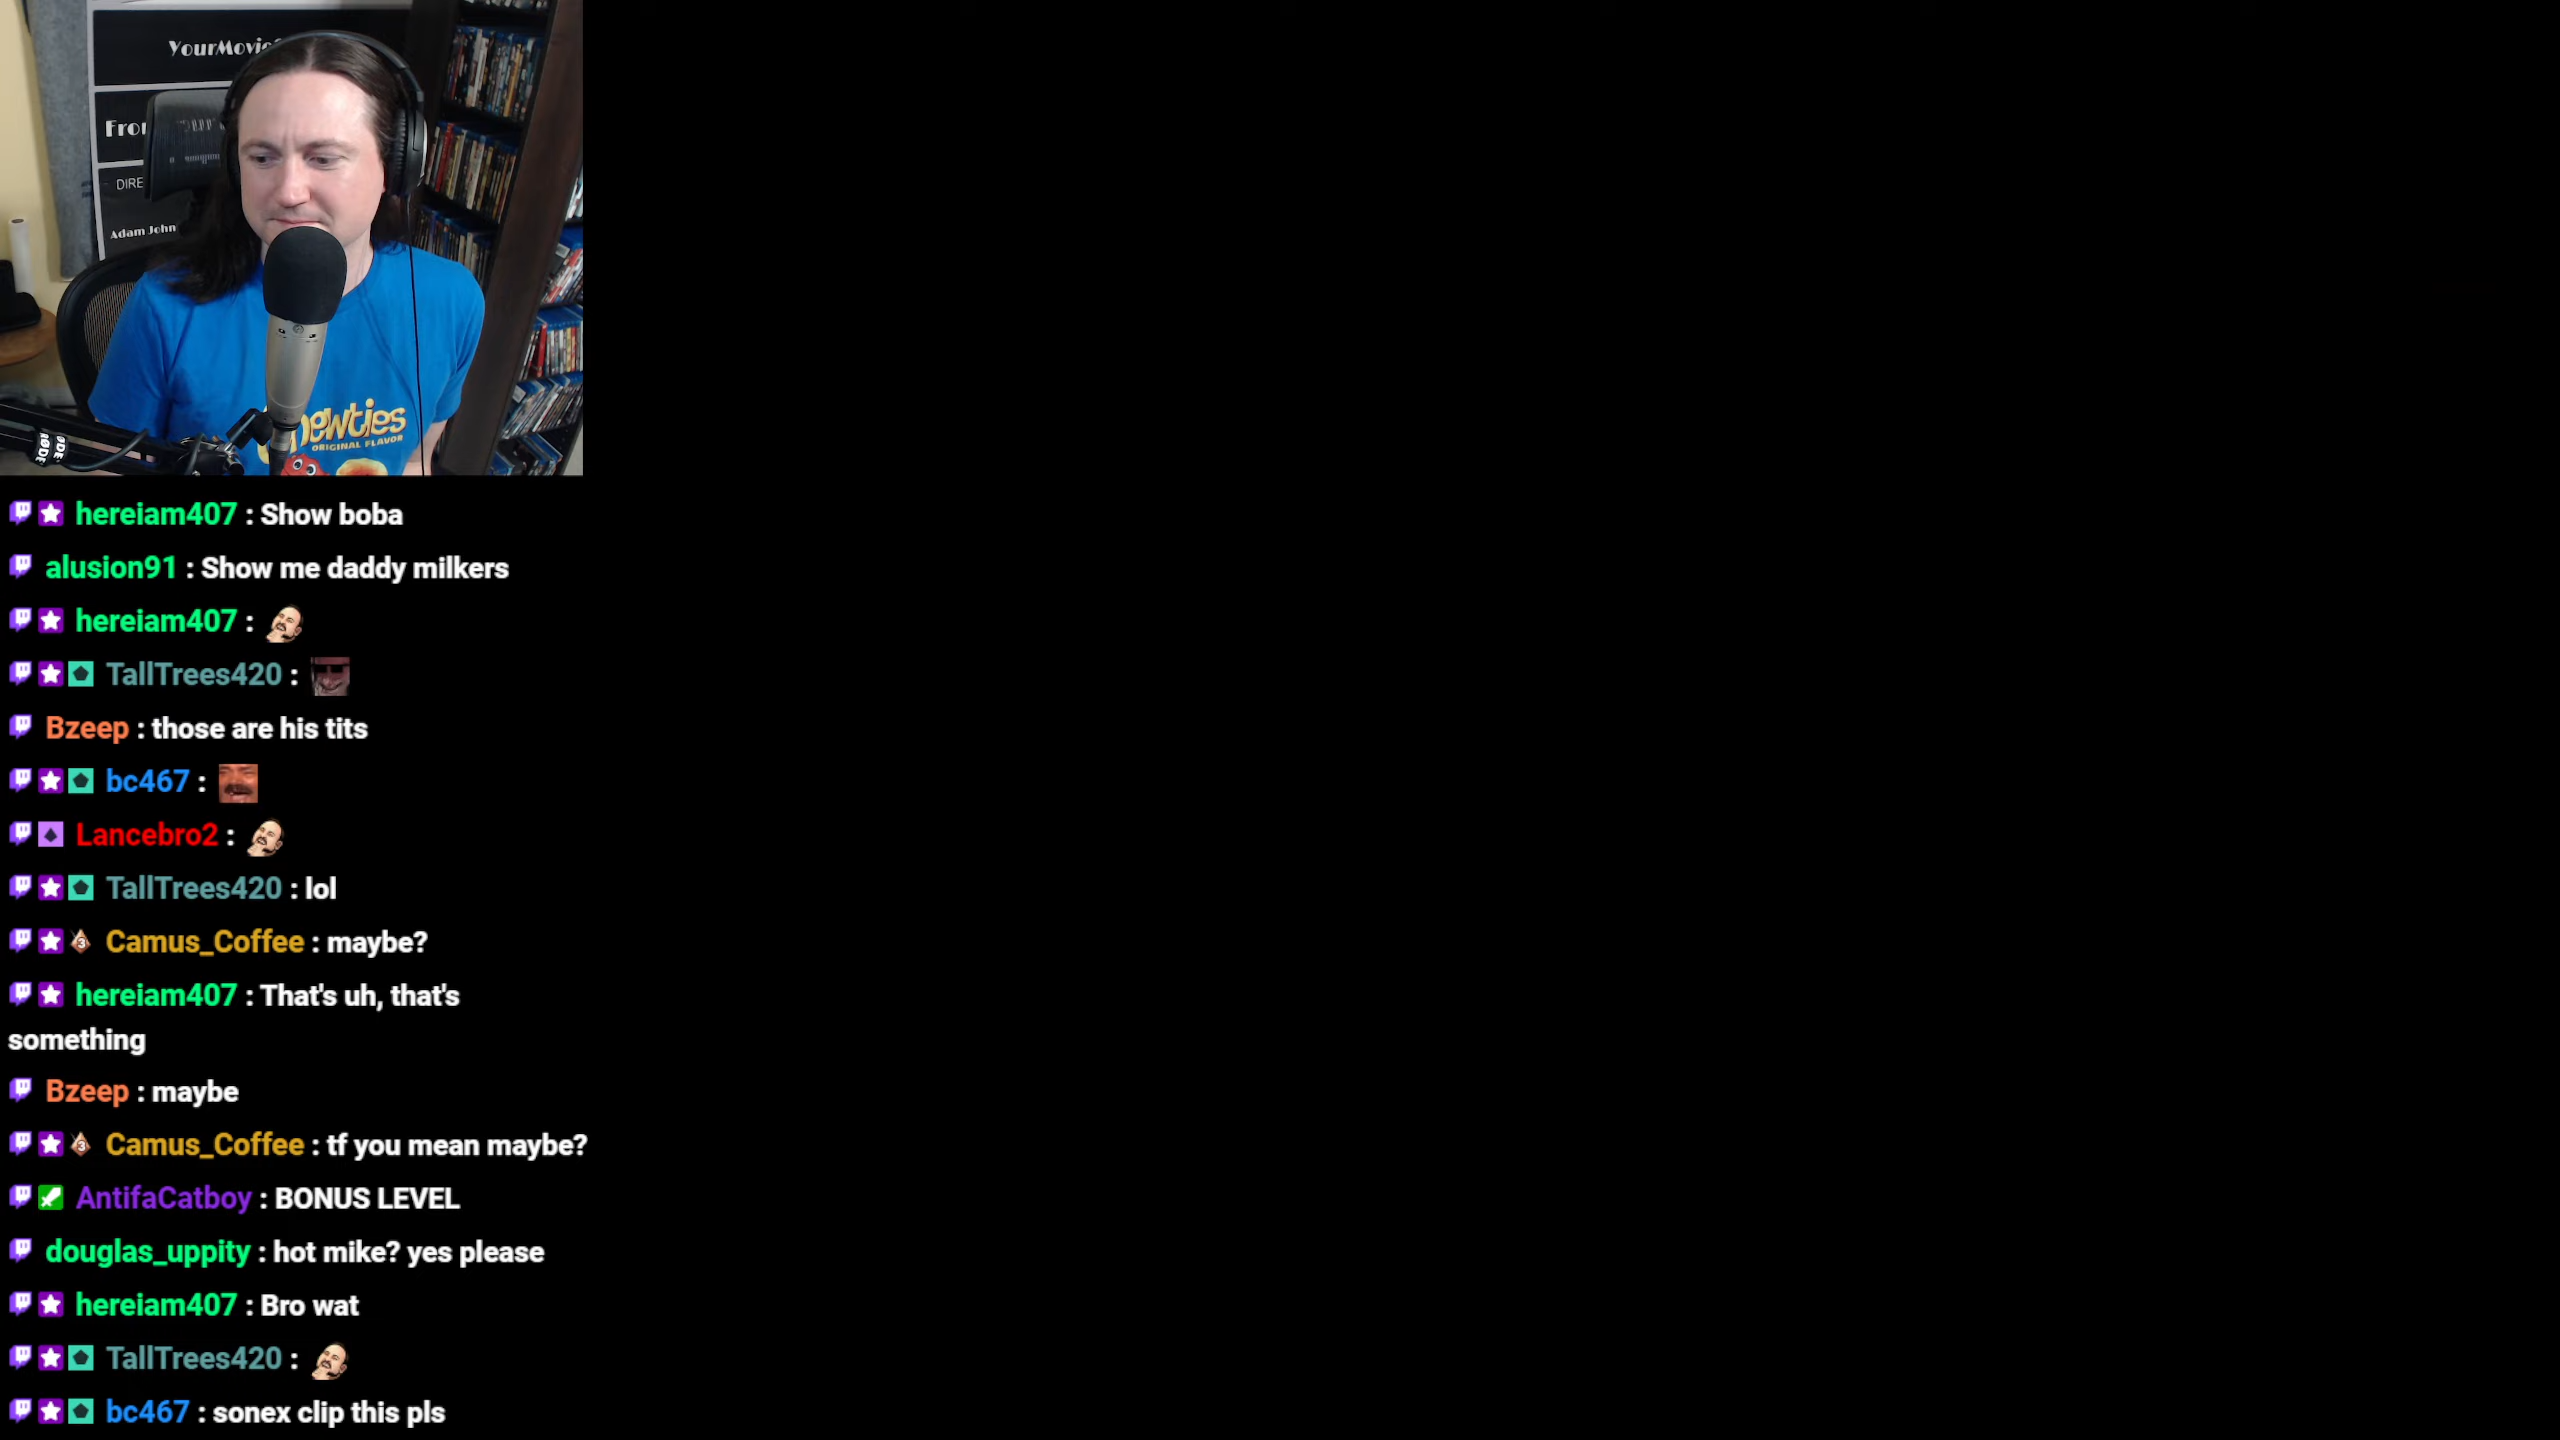 YourMovie
Fro
DIRE
Adam John
RØDE
RØDE
newties
ORIGINAL FLAVOR
hereiam407 : Show boba
alusion91 : Show me daddy milkers
hereiam407 :
TallTrees420 :
Bzeep : those are his tits
bc467 :
Lancebro2 :
TallTrees420 : lol
Camus_Coffee : maybe?
hereiam407 : That's uh, that's
something
Bzeep : maybe
Camus_Coffee : tf you mean maybe?
AntifaCatboy : BONUS LEVEL
douglas_uppity : hot mike? yes please
hereiam407 : Bro wat
TallTrees420 :
bc467 : sonex clip this pls